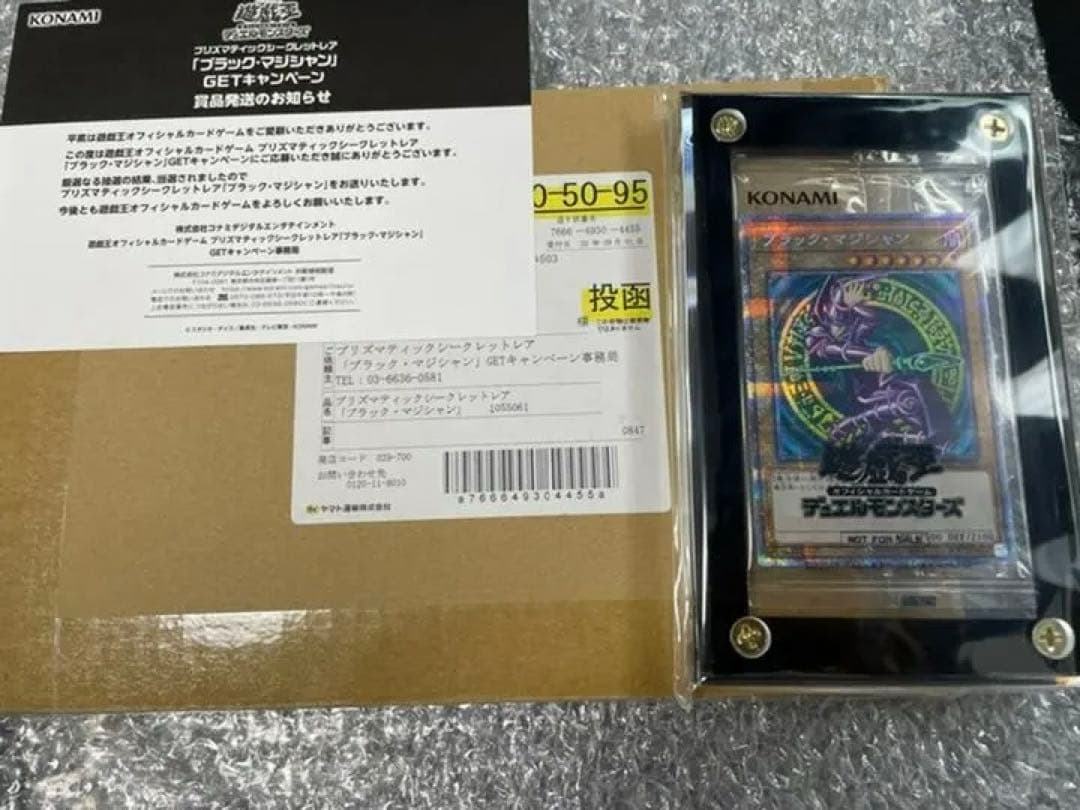 KONAMI
遊戯王
デュエルモンスターズ
プリズマティックシークレットレア
「ブラック・マジシャン」
GETキャンペーン
賞品発送のお知らせ
平素は遊戯王オフィシャルカードゲームをご愛顧いただきありがとうございます。
この度は遊戯王オフィシャルカードゲーム プリズマティックシークレットレア
「ブラック・マジシャン」GETキャンペーンにご応募いただき誠にありがとうございます。
厳選なる抽選の結果、当選されましたので
プリズマティックシークレットレア「ブラック・マジシャン」をお送りいたします。
今後とも遊戯王オフィシャルカードゲームをよろしくお願いいたします。
株式会社コナミデジタルエンタテインメント
遊戯王オフィシャルカードゲーム プリズマティックシークレットレア「ブラック・マジシャン」
GETキャンペーン事務局
0-50-95
7666-4930-4455
4503
投函
様
ご依頼主
プリズマティックシークレットレア
「ブラック・マジシャン」GETキャンペーン事務局
TEL:03-6636-0581
品名
プリズマティックシークレットレア
「ブラック・マジシャン」 1055061
記事
0847
発店コード 039-700
お問い合わせ先
0120-11-8010
a766649304455a
ヤマト運輸株式会社
KONAMI
ブラック・マジシャン
遊戯王
オフィシャルカードゲーム
デュエルモンスターズ
NOT FOR SALE